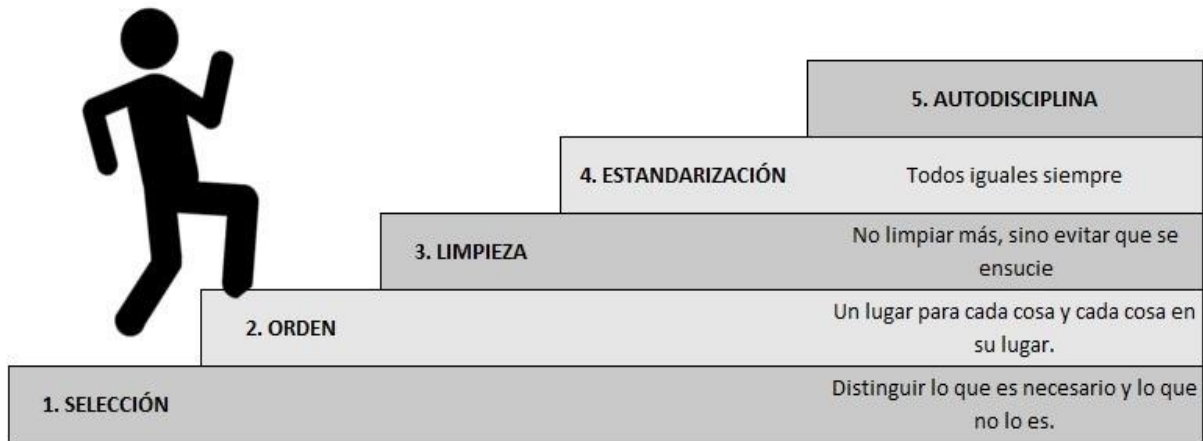 5. AUTODISCIPLINA
4. ESTANDARIZACIÓN
Todos iguales siempre
3. LIMPIEZA
No limpiar más, sino evitar que se
ensucie
2. ORDEN
Un lugar para cada cosa y cada cosa en
su lugar.
1. SELECCIÓN
Distinguir lo que es necesario y lo que
no lo es.